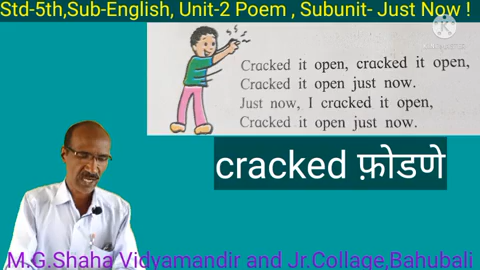 Std-5th,Sub-English, Unit-2 Poem , Subunit- Just Now !
Cracked it open, cracked it open,
Cracked it open just now.
Just now, I cracked it open,
Cracked it open just now.
cracked फ़ोडणे
M.G.Shaha Vidyamandir and Jr.Collage,Bahubali